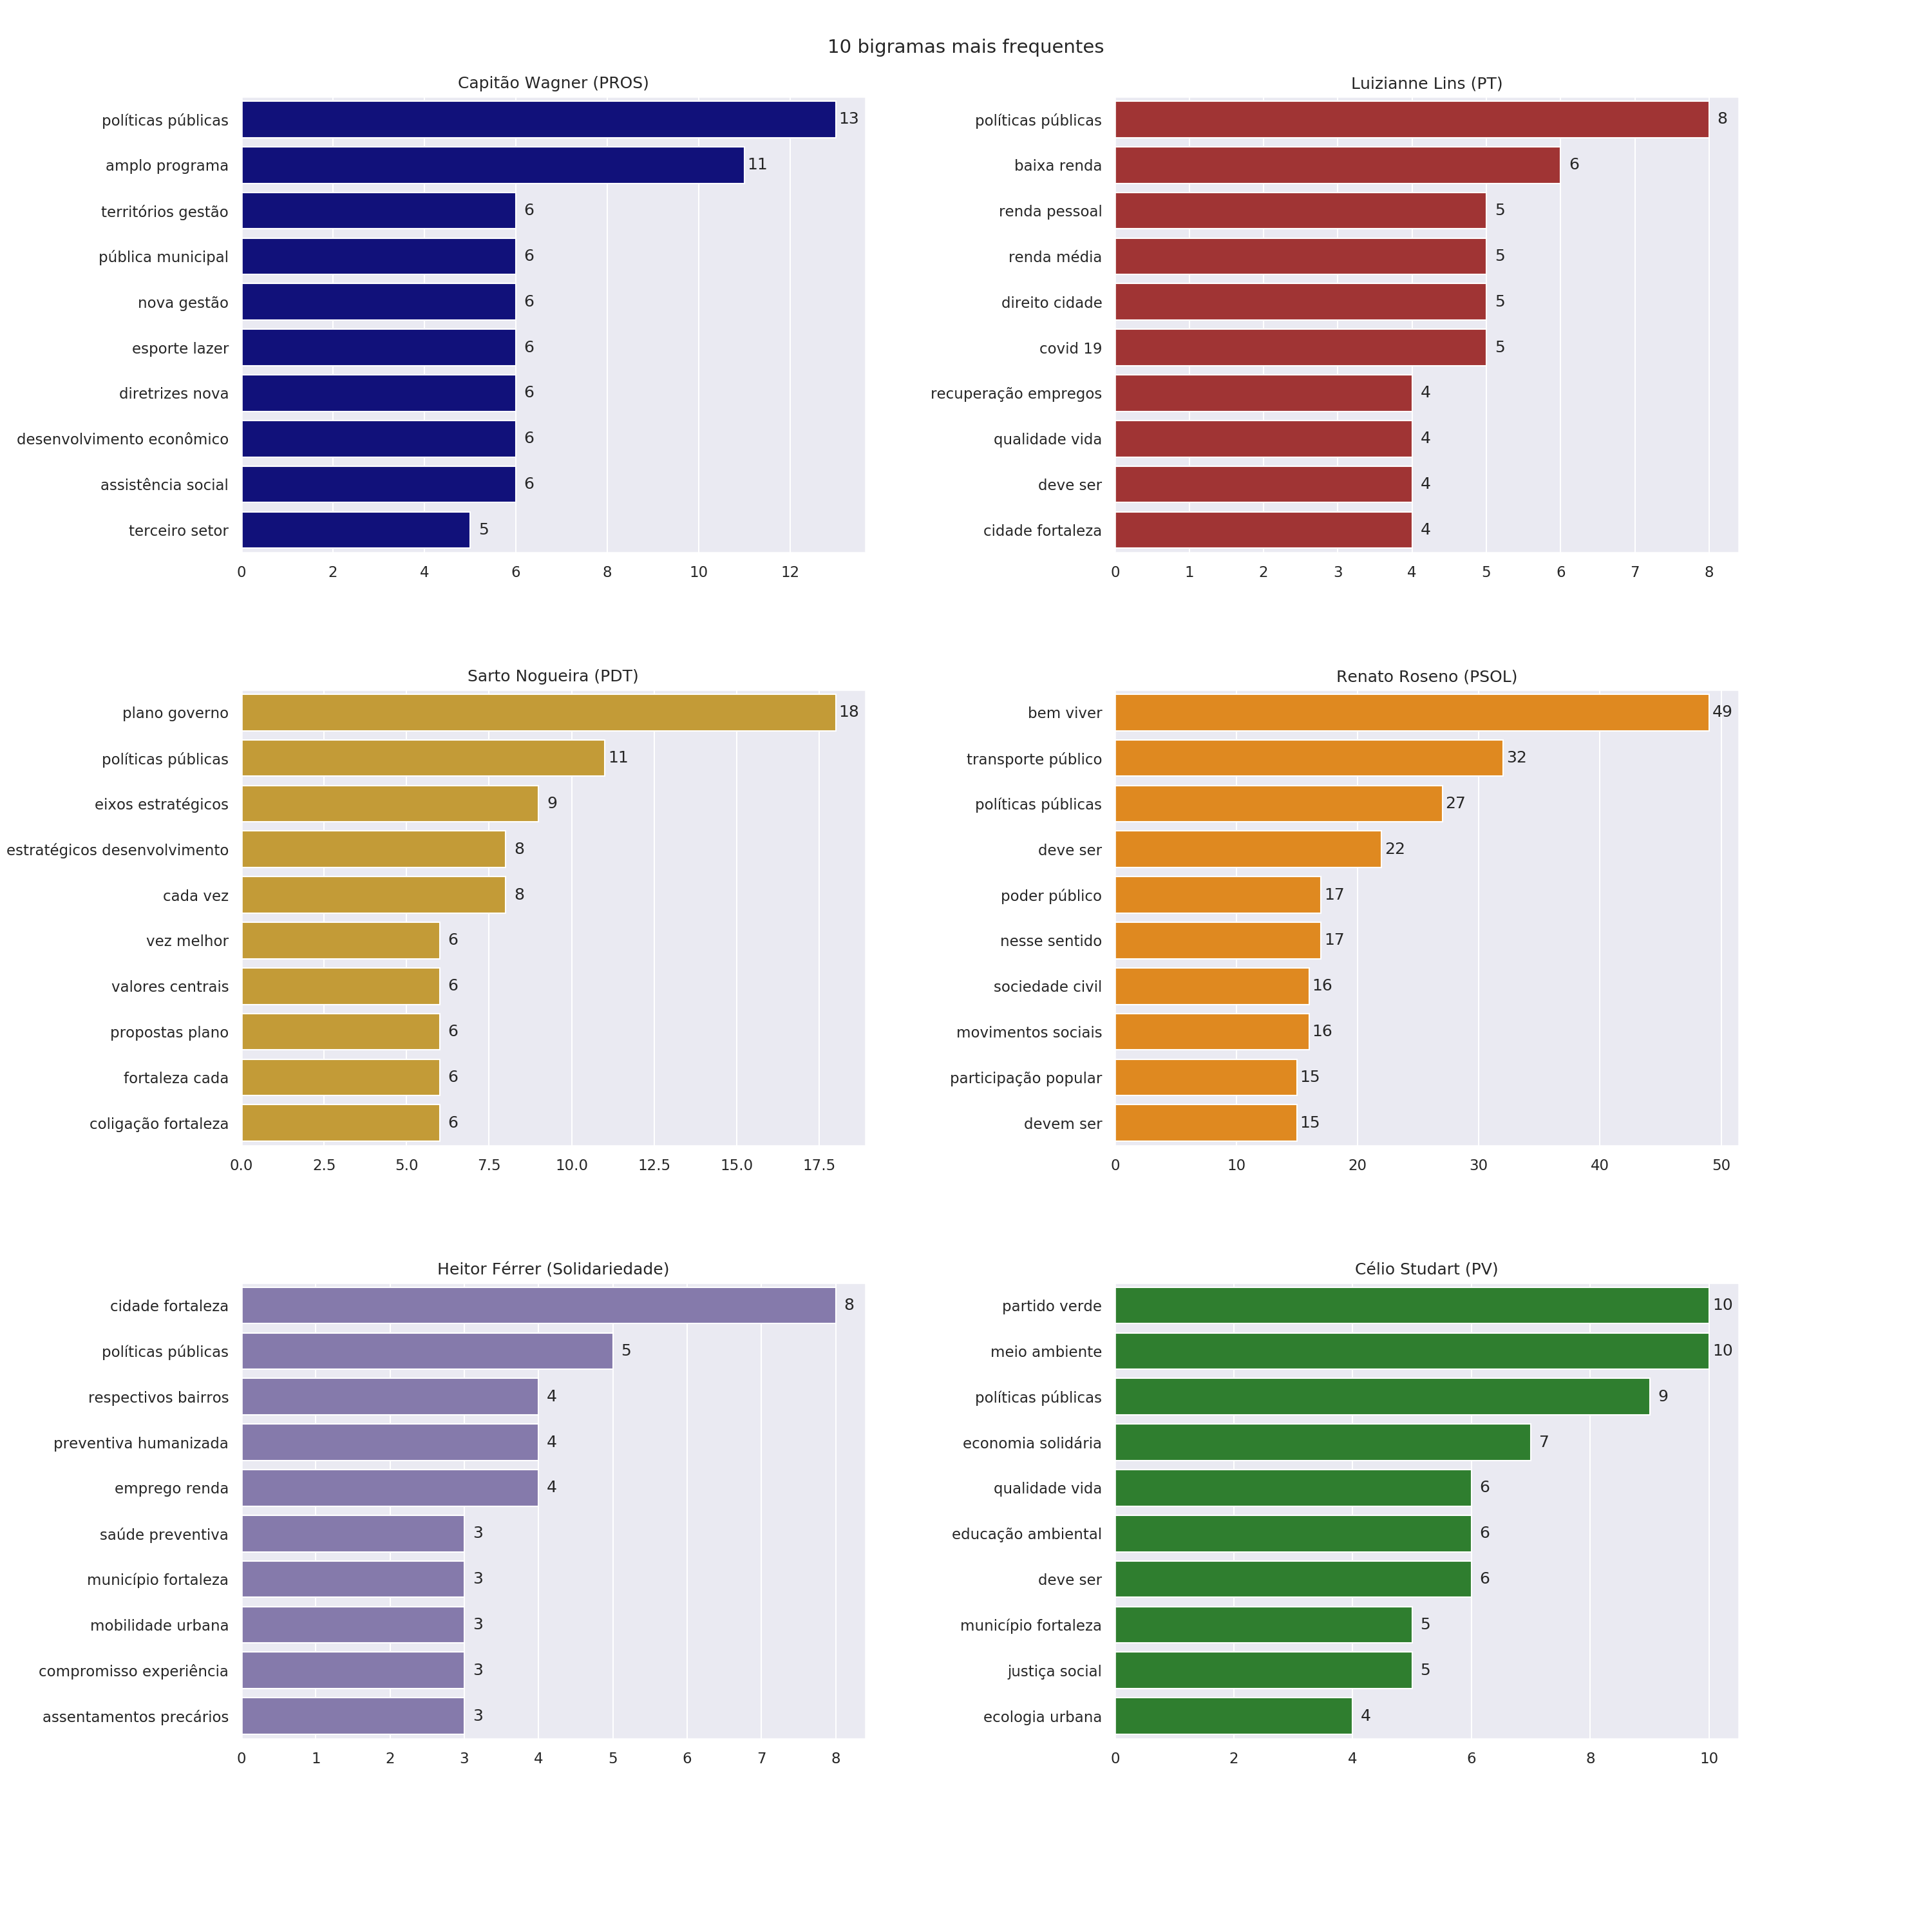 10 bigramas mais frequentes
Capitão Wagner (PROS)
políticas públicas 13
amplo programa 11
territórios gestão 6
pública municipal 6
nova gestão 6
esporte lazer 6
diretrizes nova 6
desenvolvimento econômico 6
assistência social 6
terceiro setor 5
0 2 4 6 8 10 12
Luizianne Lins (PT)
políticas públicas 8
baixa renda 6
renda pessoal 5
renda média 5
direito cidade 5
covid 19 5
recuperação empregos 4
qualidade vida 4
deve ser 4
cidade fortaleza 4
0 1 2 3 4 5 6 7 8
Sarto Nogueira (PDT)
plano governo 18
políticas públicas 11
eixos estratégicos 9
estratégicos desenvolvimento 8
cada vez 8
vez melhor 6
valores centrais 6
propostas plano 6
fortaleza cada 6
coligação fortaleza 6
0.0 2.5 5.0 7.5 10.0 12.5 15.0 17.5
Renato Roseno (PSOL)
bem viver 49
transporte público 32
políticas públicas 27
deve ser 22
poder público 17
nesse sentido 17
sociedade civil 16
movimentos sociais 16
participação popular 15
devem ser 15
0 10 20 30 40 50
Heitor Férrer (Solidariedade)
cidade fortaleza 8
políticas públicas 5
respectivos bairros 4
preventiva humanizada 4
emprego renda 4
saúde preventiva 3
município fortaleza 3
mobilidade urbana 3
compromisso experiência 3
assentamentos precários 3
0 1 2 3 4 5 6 7 8
Célio Studart (PV)
partido verde 10
meio ambiente 10
políticas públicas 9
economia solidária 7
qualidade vida 6
educação ambiental 6
deve ser 6
município fortaleza 5
justiça social 5
ecologia urbana 4
0 2 4 6 8 10